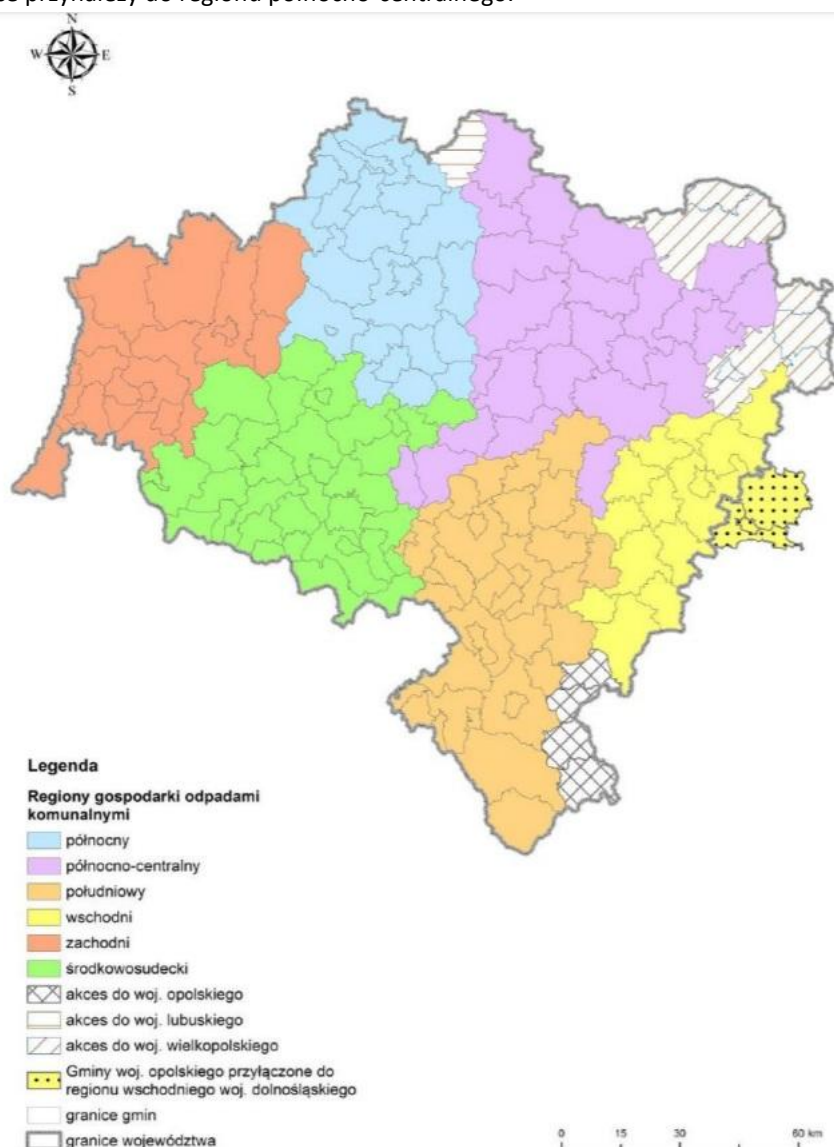 przynależy do regionu północno-centralnego.
N
W E
S
Legenda
Regiony gospodarki odpadami
komunalnymi
północny
północno-centralny
południowy
wschodni
zachodni
środkowosudecki
akces do woj. opolskiego
akces do woj. lubuskiego
akces do woj. wielkopolskiego
Gminy woj. opolskiego przyłączone do
regionu wschodniego woj. dolnośląskiego
granice gmin
granice województwa
0 15 30 60 km